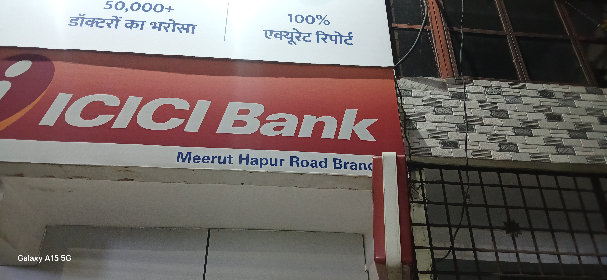 50,000+
डॉक्टरों का भरोसा
100%
एक्यूरेट रिपोर्ट
ICICI Bank
Meerut Hapur Road Branc
Galaxy A15 5G